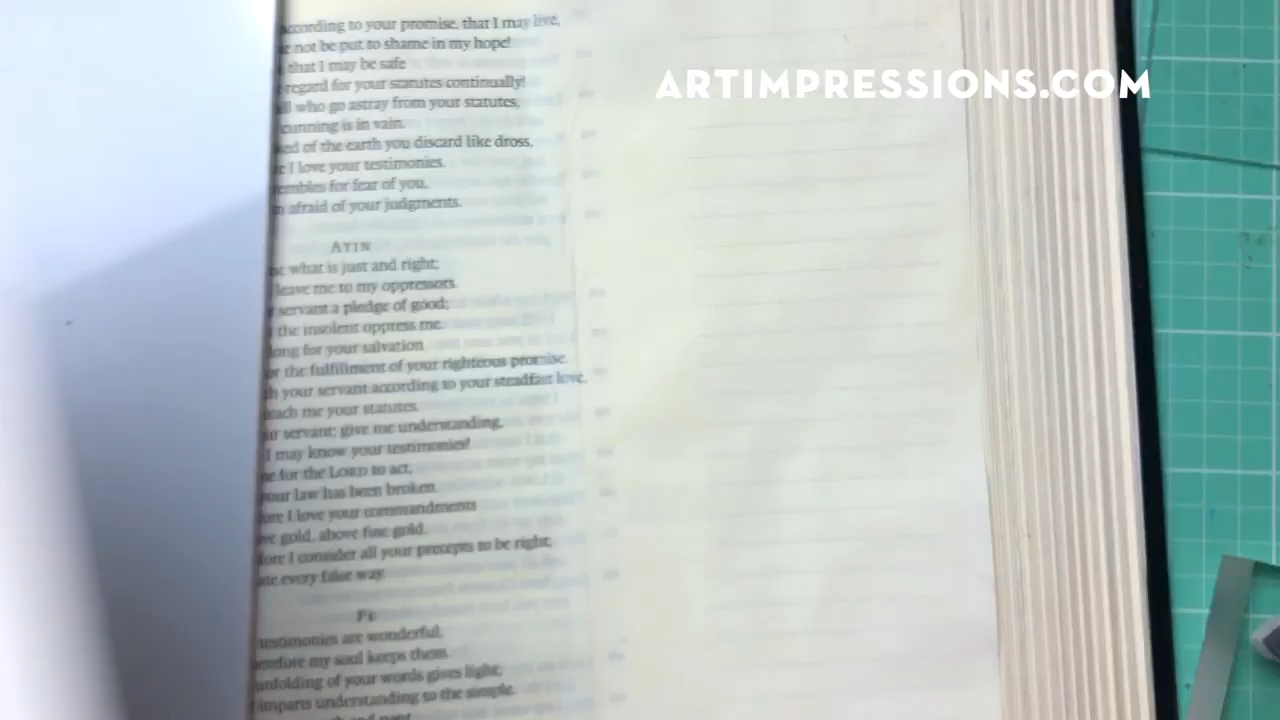 according to your promise, that I may live,
not be put to shame in my hope!
that I may be safe
regard for your statutes continually!
all who go astray from your statutes,
cunning is in vain.
of the earth you discard like dross,
I love your testimonies.
for fear of you,
afraid of your judgments.
AYIN
what is just and right;
leave me to my oppressors.
servant a pledge of good;
the insolent oppress me.
long for your salvation
the fulfillment of your righteous promise.
your servant according to your steadfast love,
teach me your statutes.
servant; give me understanding,
I may know your testimonies!
for the LORD to act,
your law has been broken.
I love your commandments
gold, above fine gold.
I consider all your precepts to be right;
every false way.
PE
testimonies are wonderful;
therefore my soul keeps them.
unfolding of your words gives light;
imparts understanding to the simple.
ARTIMPRESSIONS.COM